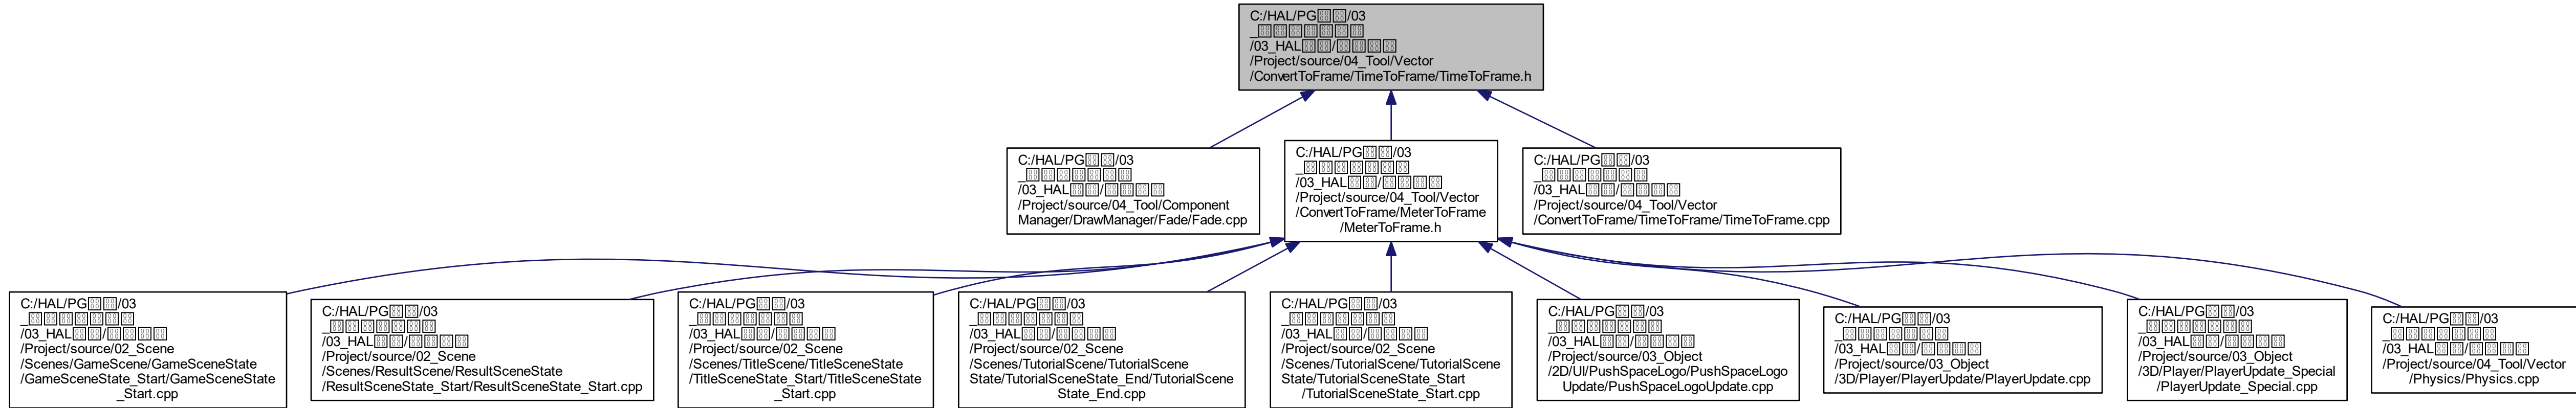 C:/HAL/PG/03
_
/03_HAL/
/Project/source/04_Tool/Vector
/ConvertToFrame/TimeToFrame/TimeToFrame.h
C:/HAL/PG/03
_
/03_HAL/
/Project/source/04_Tool/Component
Manager/DrawManager/Fade/Fade.cpp
C:/HAL/PG/03
_
/03_HAL/
/Project/source/04_Tool/Vector
/ConvertToFrame/MeterToFrame
/MeterToFrame.h
C:/HAL/PG/03
_
/03_HAL/
/Project/source/04_Tool/Vector
/ConvertToFrame/TimeToFrame/TimeToFrame.cpp
C:/HAL/PG/03
_
/03_HAL/
/Project/source/02_Scene
/Scenes/GameScene/GameSceneState
/GameSceneState_Start/GameSceneState
_Start.cpp
C:/HAL/PG/03
_
/03_HAL/
/Project/source/02_Scene
/Scenes/ResultScene/ResultSceneState
/ResultSceneState_Start/ResultSceneState_Start.cpp
C:/HAL/PG/03
_
/03_HAL/
/Project/source/02_Scene
/Scenes/TitleScene/TitleSceneState
/TitleSceneState_Start/TitleSceneState
_Start.cpp
C:/HAL/PG/03
_
/03_HAL/
/Project/source/02_Scene
/Scenes/TutorialScene/TutorialScene
State/TutorialSceneState_End/TutorialScene
State_End.cpp
C:/HAL/PG/03
_
/03_HAL/
/Project/source/02_Scene
/Scenes/TutorialScene/TutorialScene
State/TutorialSceneState_Start
/TutorialSceneState_Start.cpp
C:/HAL/PG/03
_
/03_HAL/
/Project/source/03_Object
/2D/UI/PushSpaceLogo/PushSpaceLogo
Update/PushSpaceLogoUpdate.cpp
C:/HAL/PG/03
_
/03_HAL/
/Project/source/03_Object
/3D/Player/PlayerUpdate/PlayerUpdate.cpp
C:/HAL/PG/03
_
/03_HAL/
/Project/source/03_Object
/3D/Player/PlayerUpdate_Special
/PlayerUpdate_Special.cpp
C:/HAL/PG/03
_
/03_HAL/
/Project/source/04_Tool/Vector
/Physics/Physics.cpp